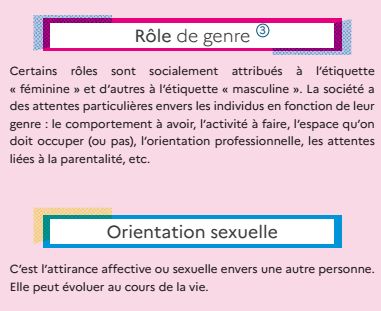 Rôle de genre ③
Certains rôles sont socialement attribués à l'étiquette
« féminine » et d'autres à l'étiquette « masculine ». La société a
des attentes particulières envers les individus en fonction de leur
genre : le comportement à avoir, l'activité à faire, l'espace qu'on
doit occuper (ou pas), l'orientation professionnelle, les attentes
liées à la parentalité, etc.
Orientation sexuelle
C'est l'attirance affective ou sexuelle envers une autre personne.
Elle peut évoluer au cours de la vie.